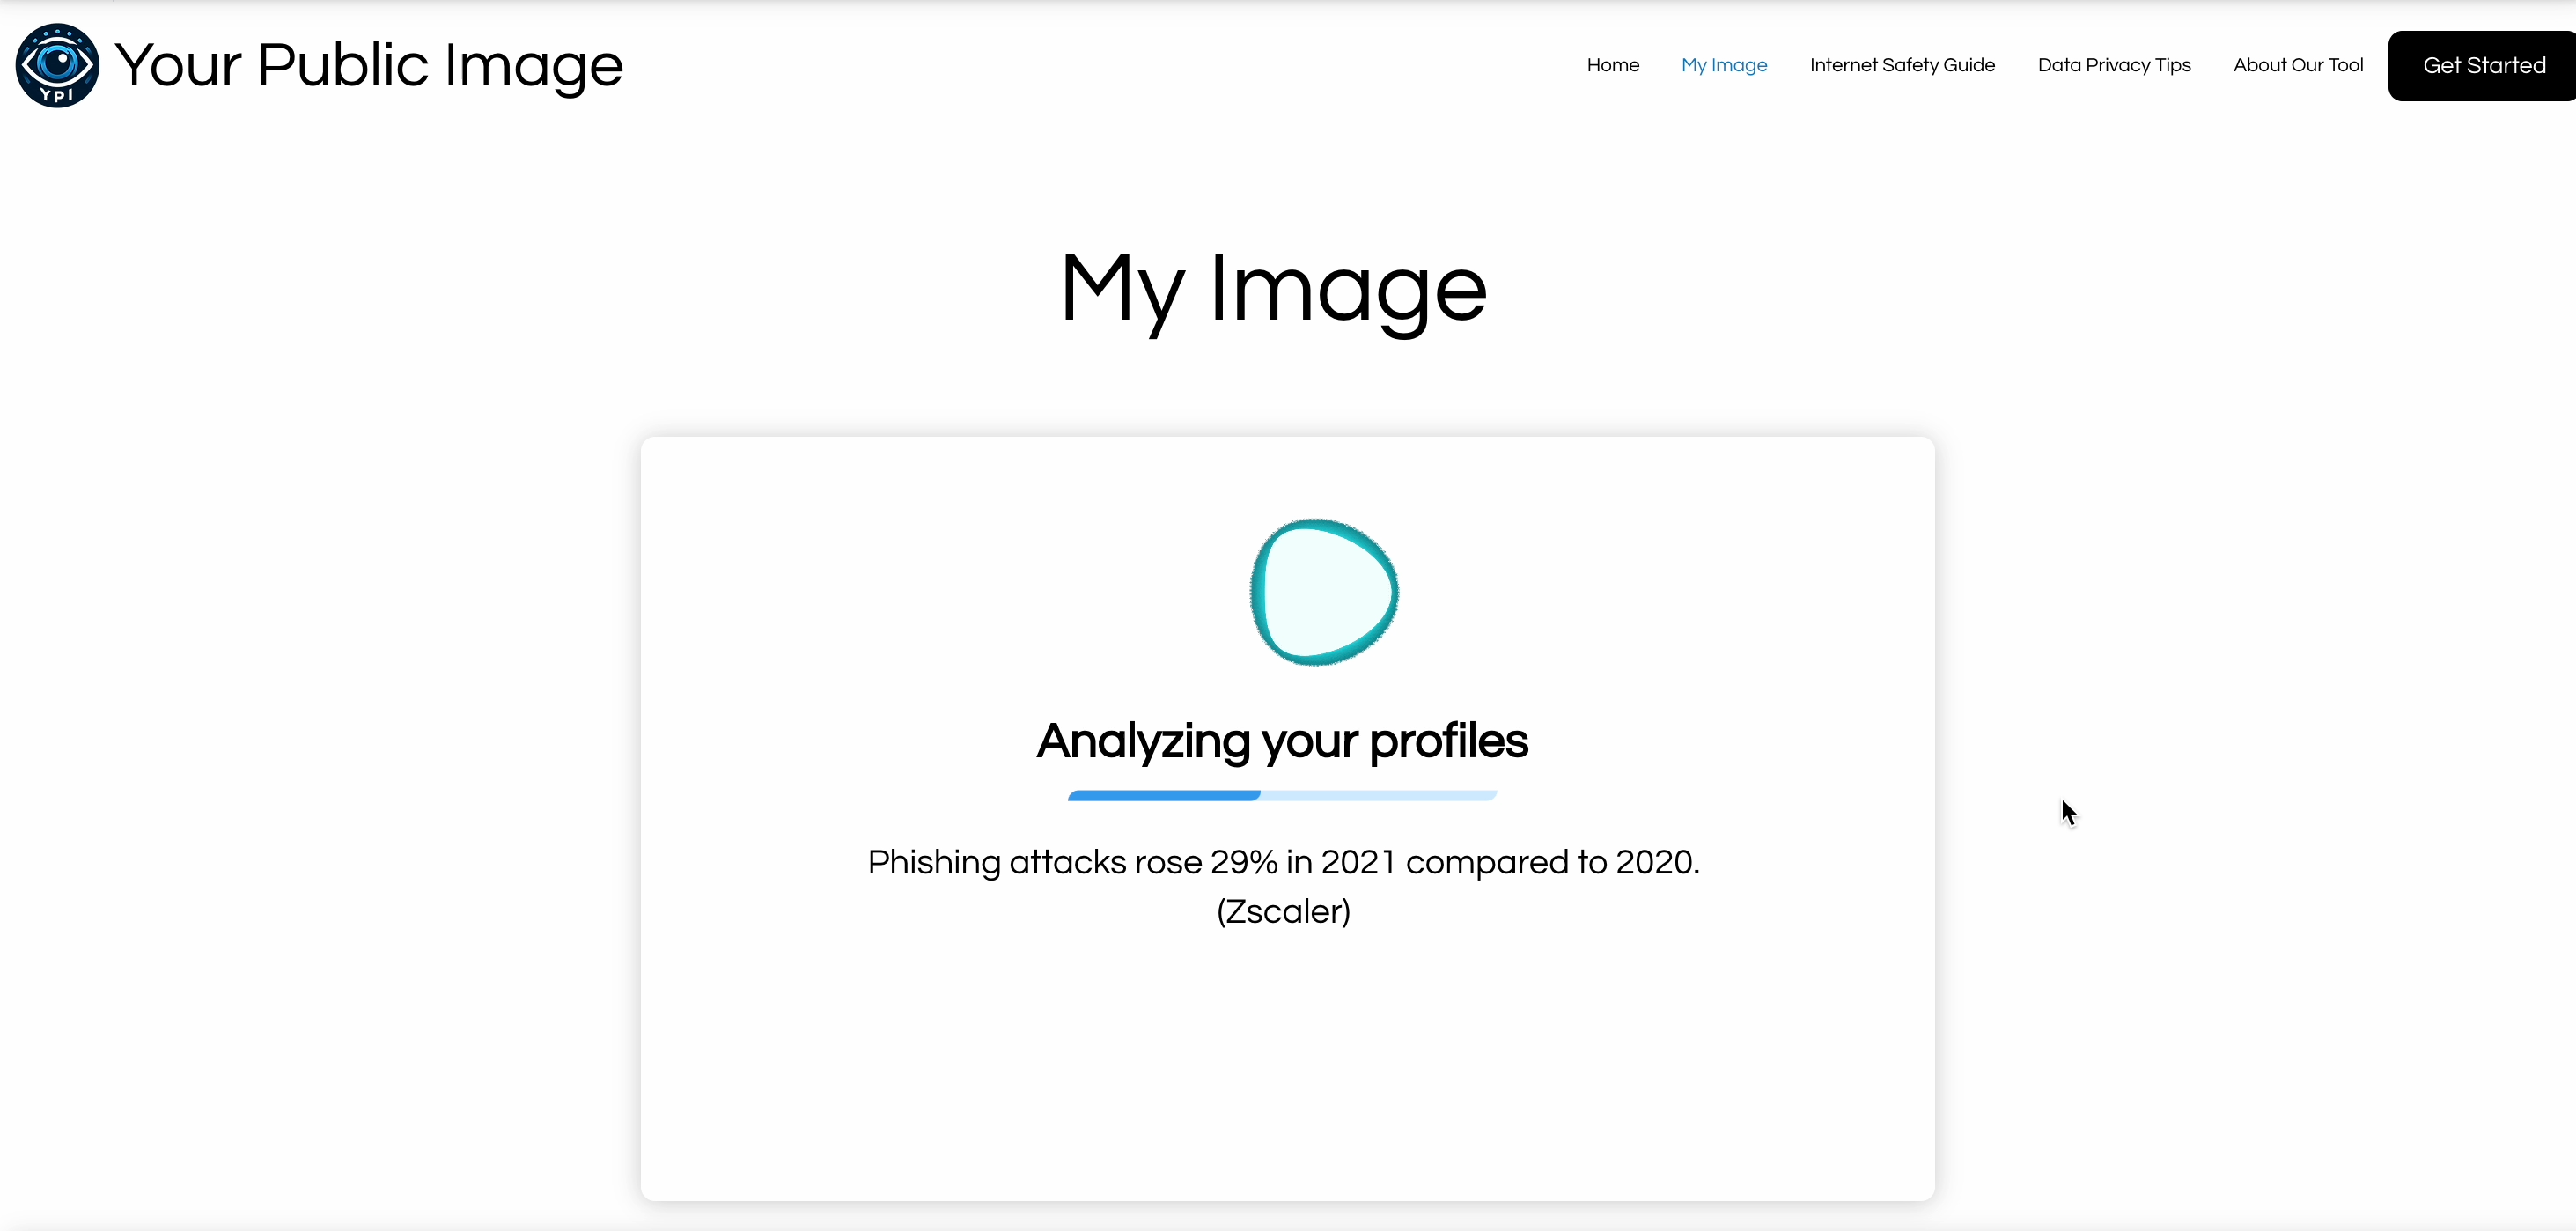 YPI
Your Public Image
Home
My Image
Internet Safety Guide
Data Privacy Tips
About Our Tool
Get Started
My Image
Analyzing your profiles
Phishing attacks rose 29% in 2021 compared to 2020.
(Zscaler)